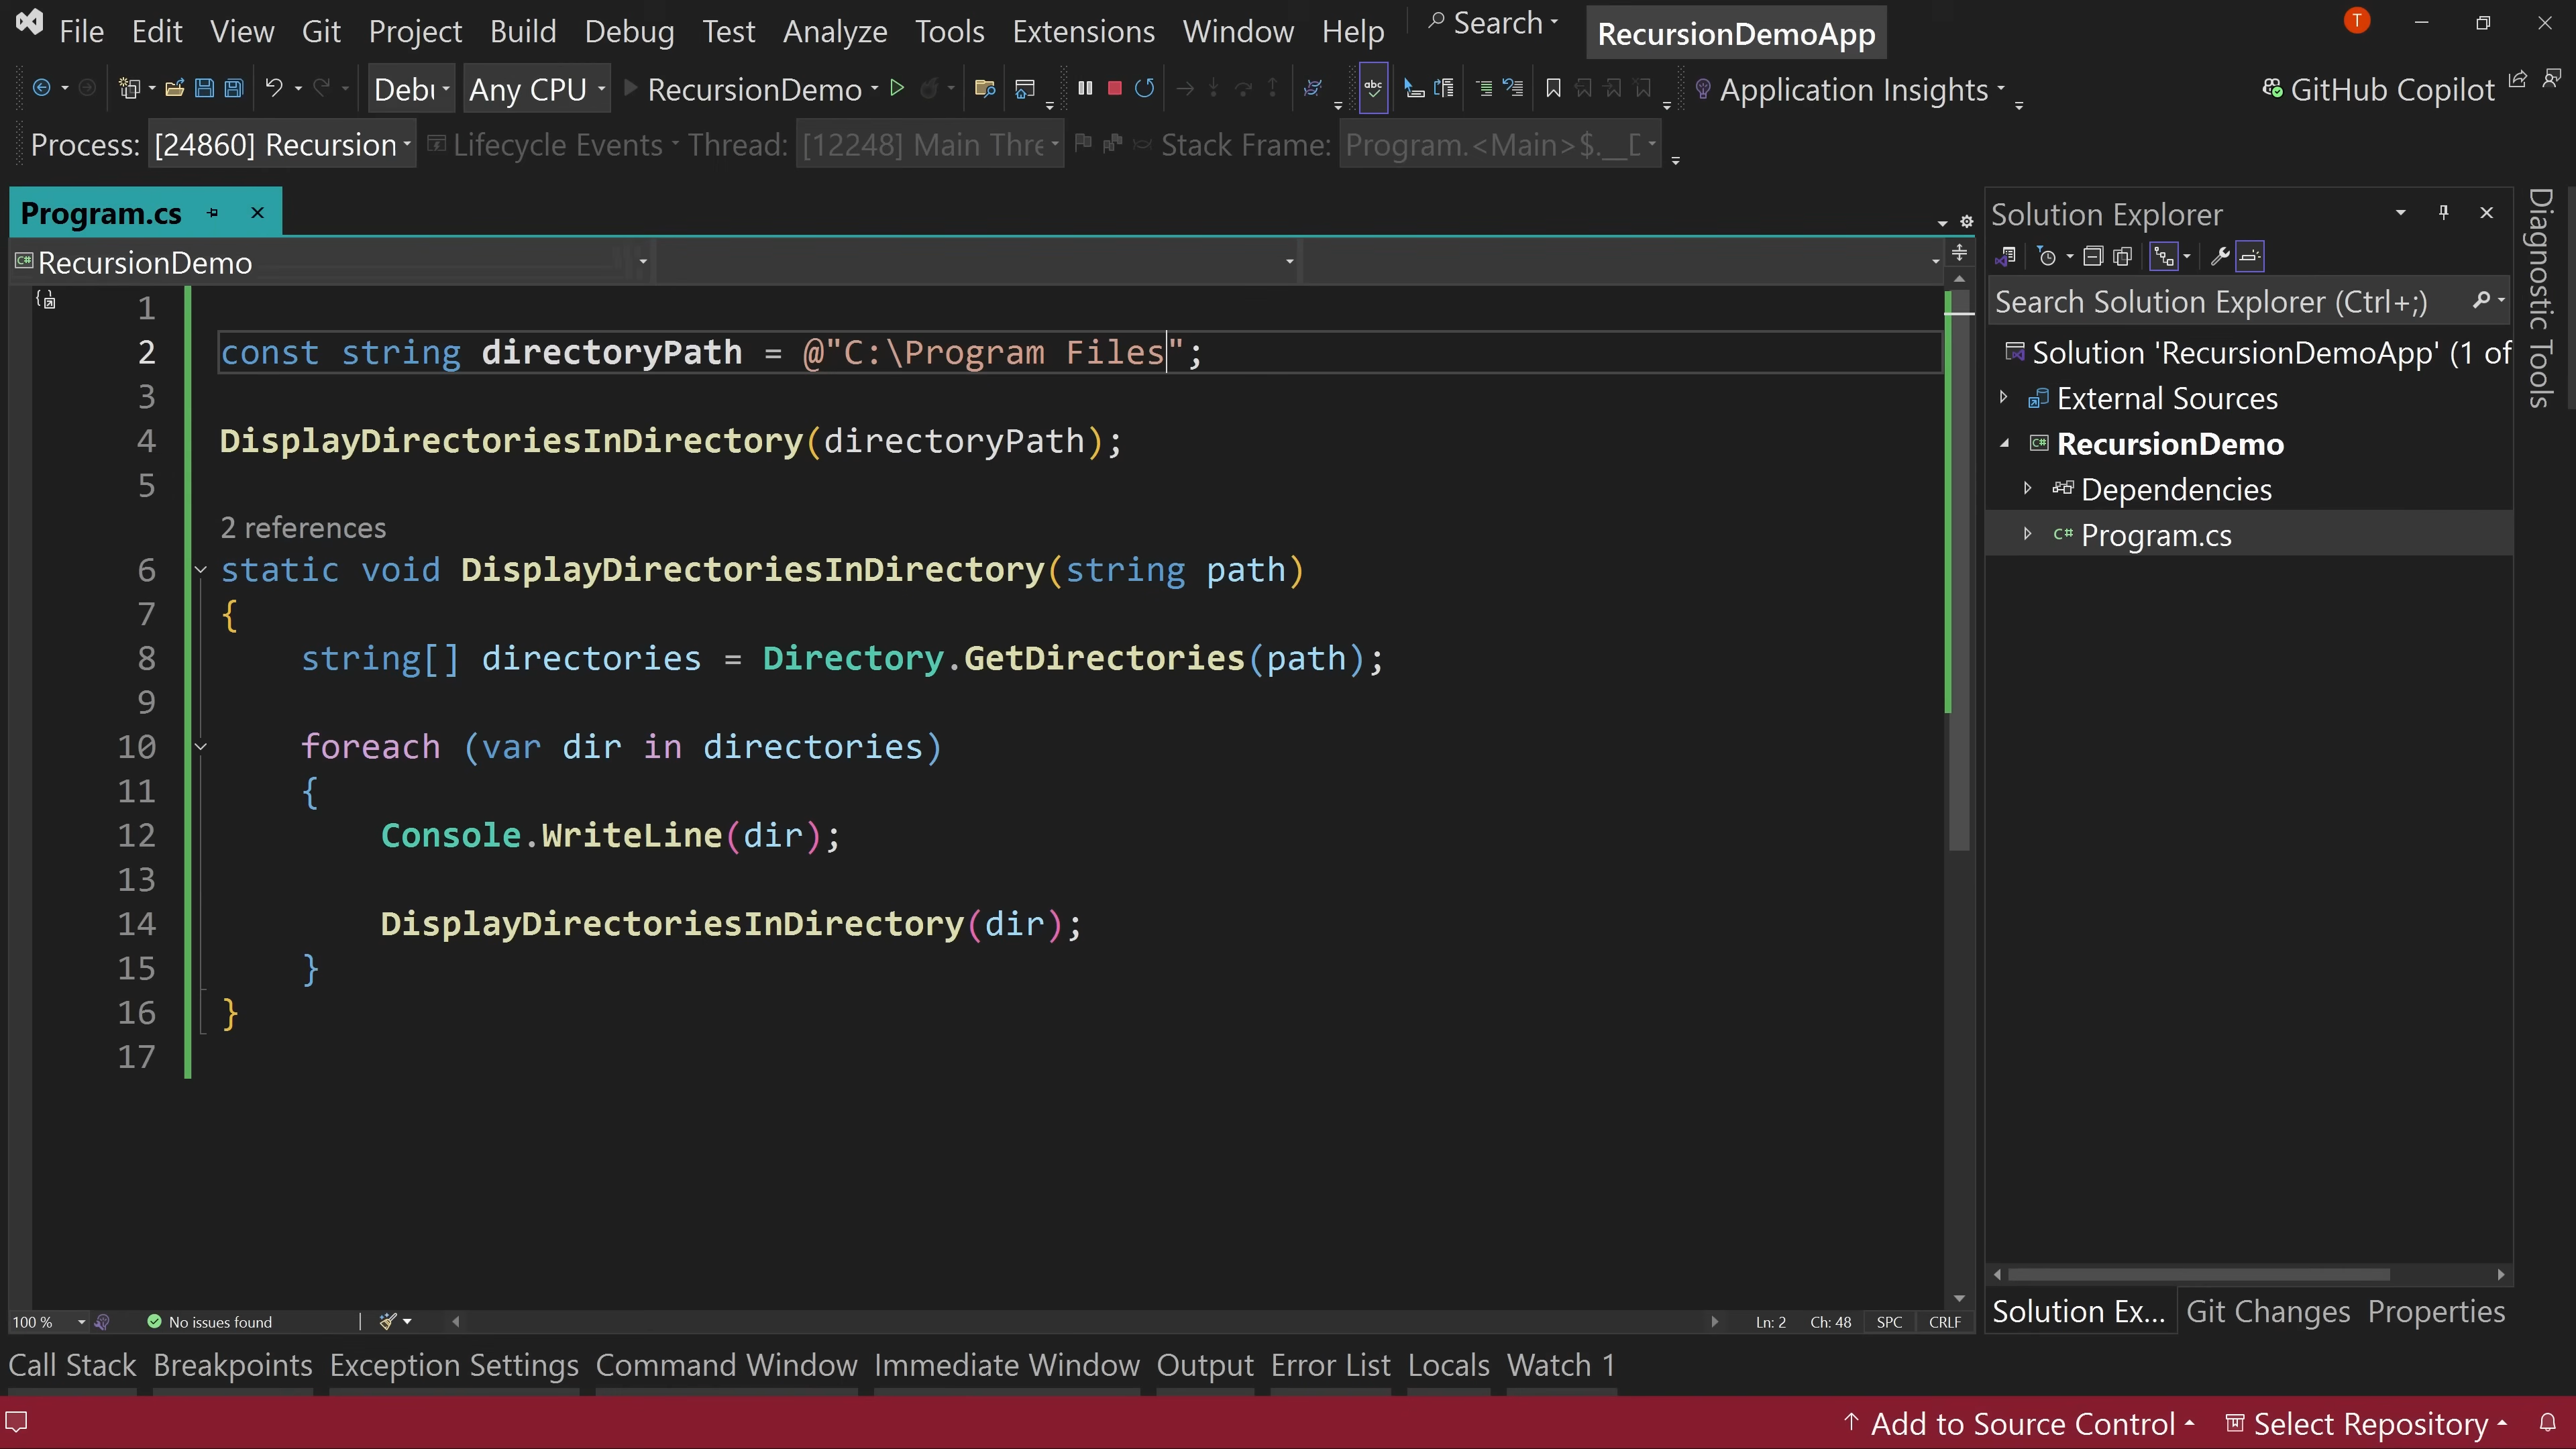 File Edit View Git Project Build Debug Test Analyze Tools Extensions Window Help Search RecursionDemoApp T
Any CPU RecursionDemo abc Application Insights GitHub Copilot
Process: [24860] Recursion Lifecycle Events Thread: [12248] Main Thre Stack Frame: Program.<Main>$.__
Program.cs
C# RecursionDemo
1
2 const string directoryPath = @"C:\Program Files";
3
4 DisplayDirectoriesInDirectory(directoryPath);
5
2 references
6 static void DisplayDirectoriesInDirectory(string path)
7 {
8 string[] directories = Directory.GetDirectories(path);
9
10 foreach (var dir in directories)
11 {
12 Console.WriteLine(dir);
13
14 DisplayDirectoriesInDirectory(dir);
15 }
16 }
17
100 % No issues found Ln: 2 Ch: 48 SPC CRLF
Solution Explorer
Search Solution Explorer (Ctrl+;)
Solution 'RecursionDemoApp' (1 of
External Sources
C# RecursionDemo
Dependencies
C# Program.cs
Solution Ex... Git Changes Properties
Diagnostic Tools
Call Stack Breakpoints Exception Settings Command Window Immediate Window Output Error List Locals Watch 1
Add to Source Control Select Repository